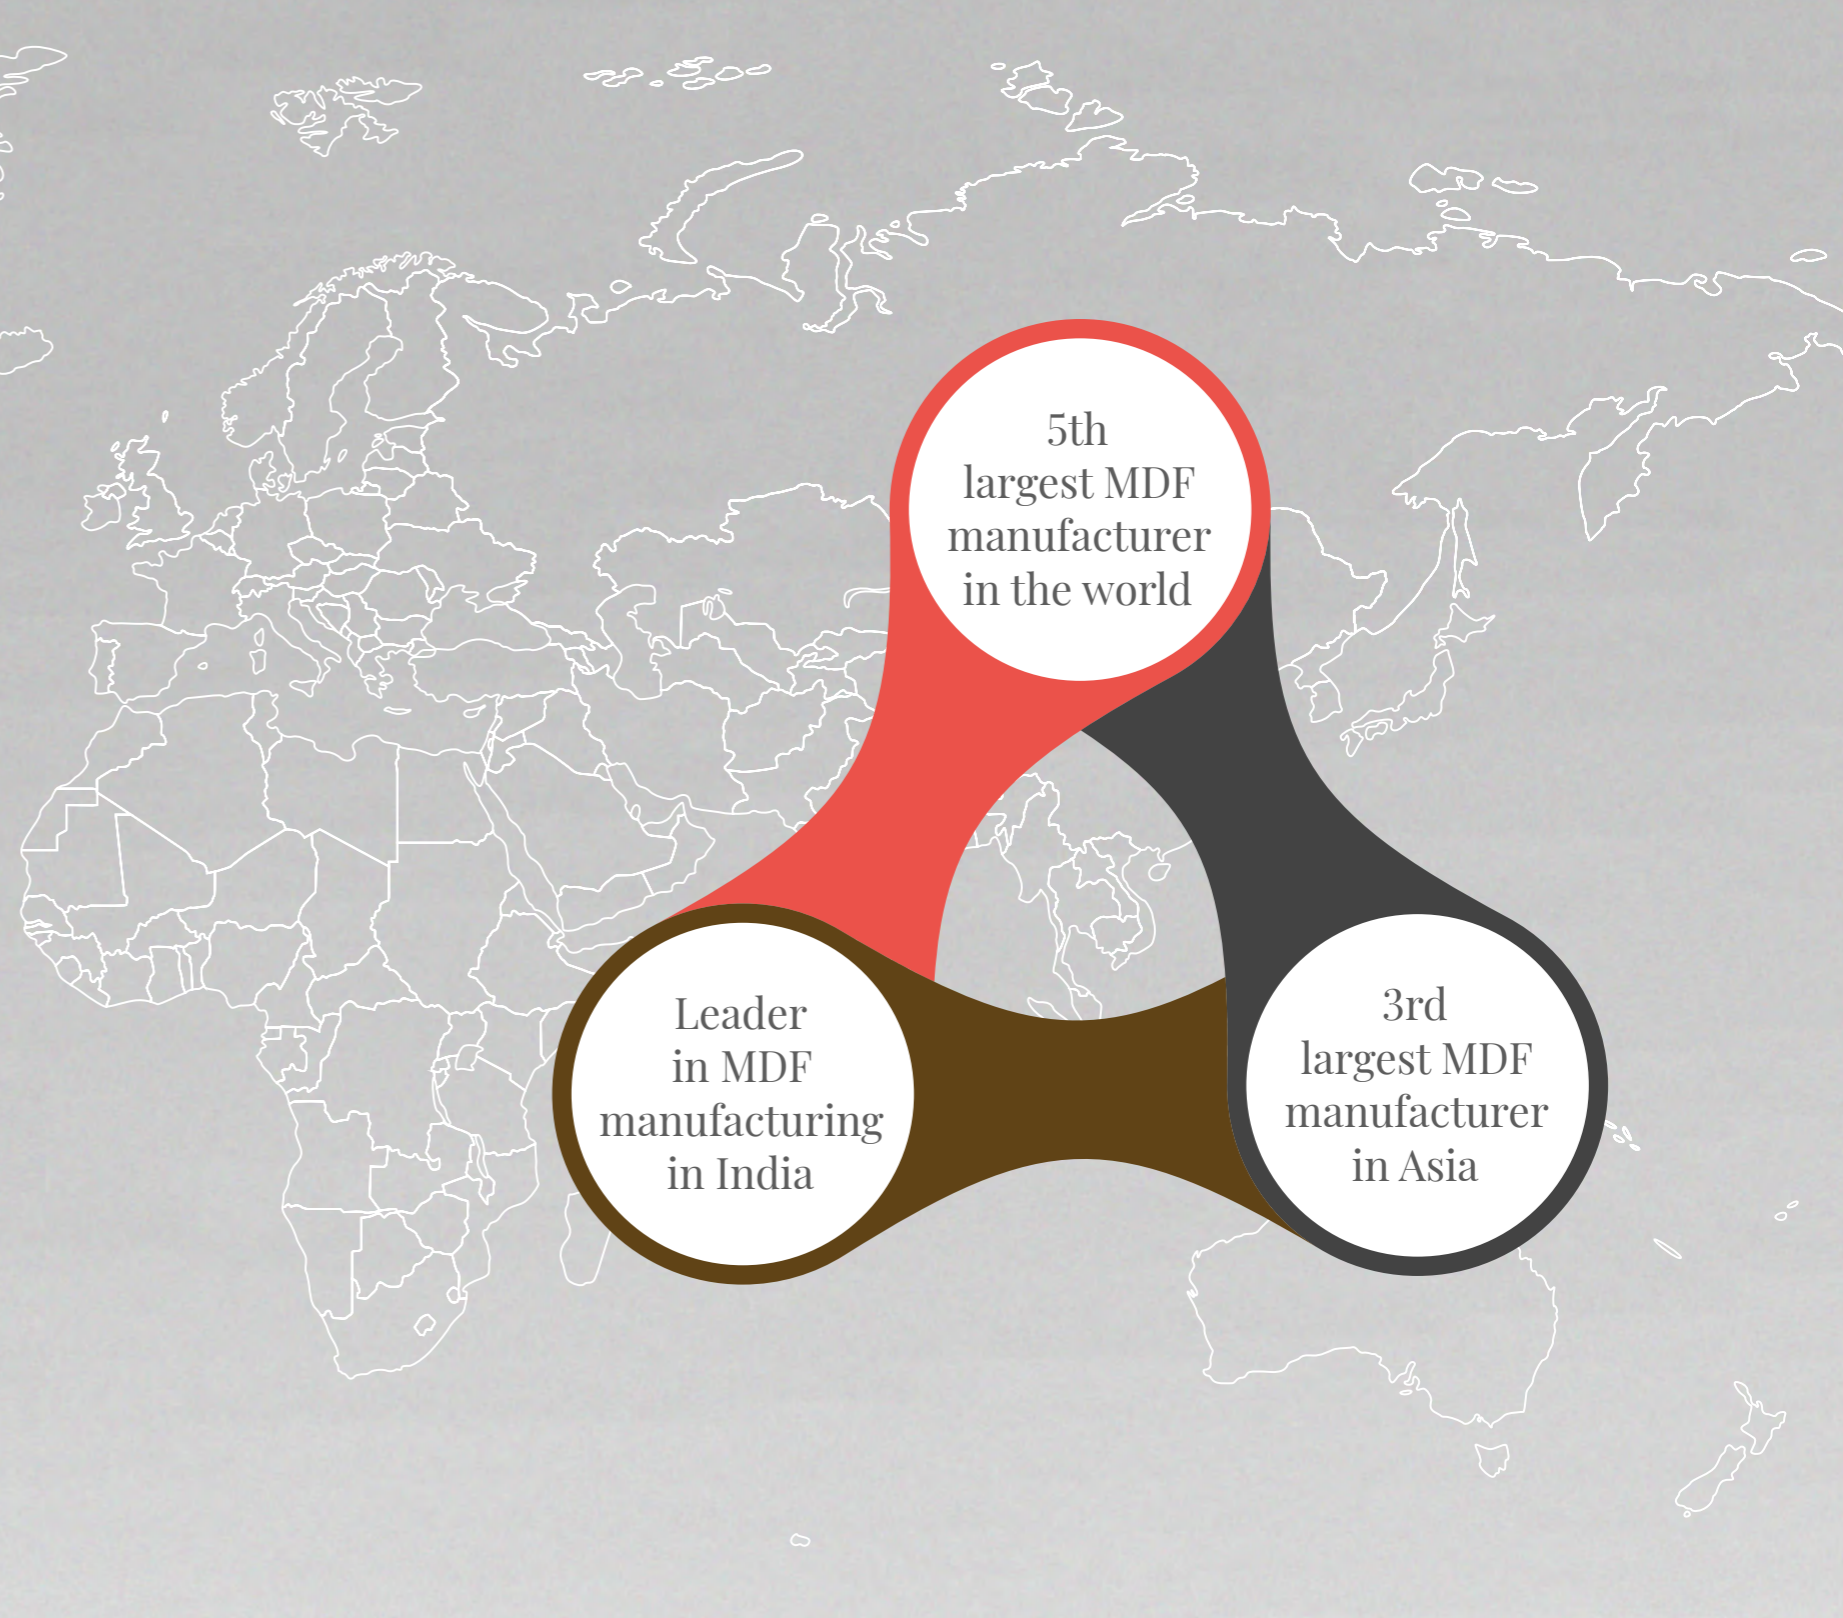 5th
largest MDF
manufacturer
in the world
Leader
in MDF
manufacturing
in India
3rd
largest MDF
manufacturer
in Asia